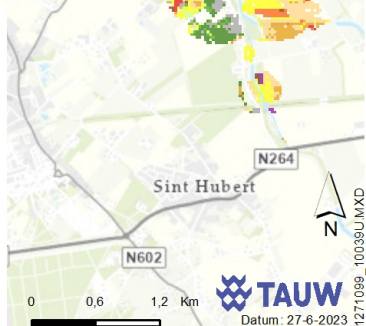 N264
Sint Hubert
N602
N
0 0,6 1,2 Km
TAUW
Datum: 27-6-2023
1271099_10039U.MXD